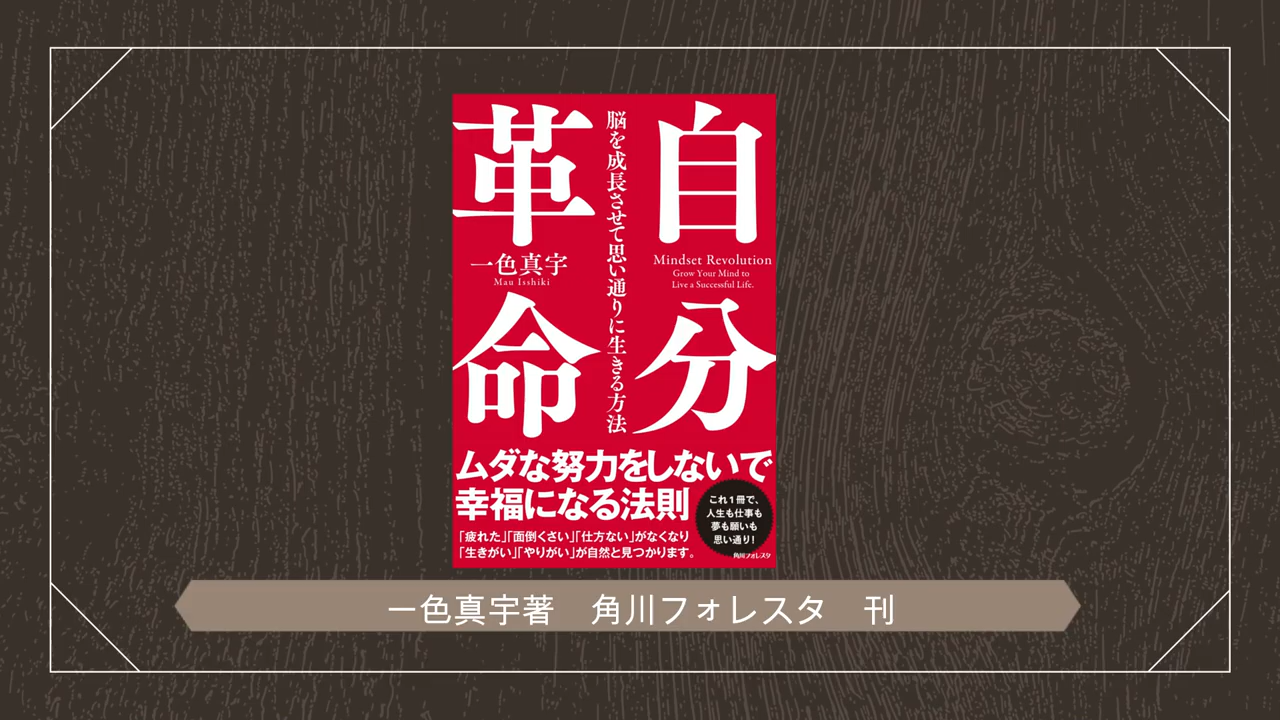 自分
革命
脳を成長させて思い通りに生きる方法
Mindset Revolution
Grow Your Mind to
Live a Successful Life.
一色真宇
Mau Isshiki
ムダな努力をしないで
幸福になる法則
「疲れた」「面倒くさい」「仕方ない」がなくなり
「生きがい」「やりがい」が自然と見つかります。
これ1冊で、
人生も仕事も
夢も願いも
思い通り!
角川フォレスタ
一色真宇著　角川フォレスタ　刊